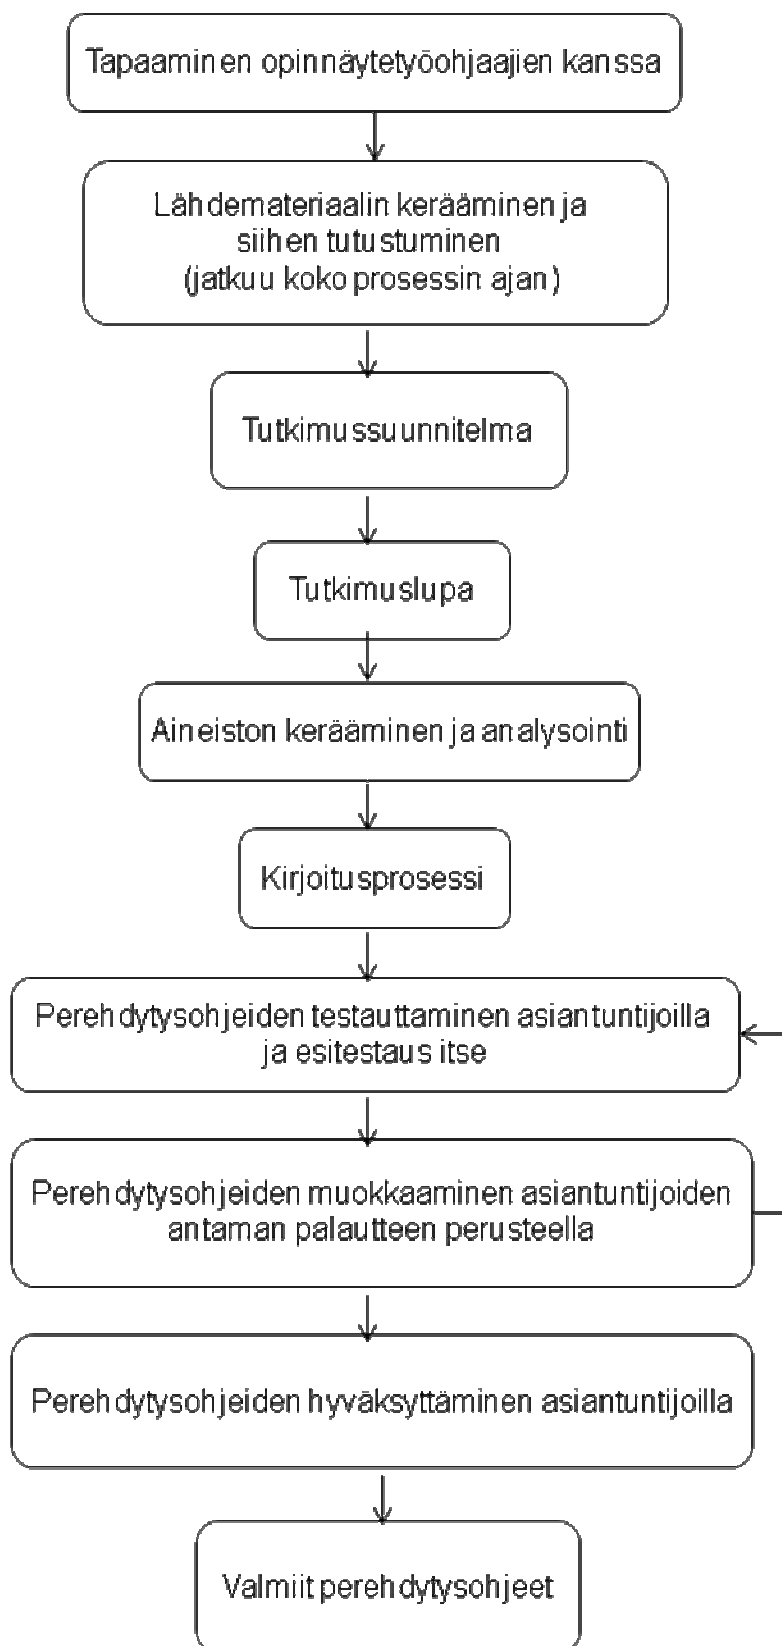 Tapaaminen opinnäytetyöohjaajien kanssa
Lähdemateriaalin kerääminen ja
siihen tutustuminen
(jatkuu koko prosessin ajan)
Tutkimussuunnitelma
Tutkimuslupa
Aineiston kerääminen ja analysointi
Kirjoitusprosessi
Perehdytysohjeiden testauttaminen asiantuntijoilla
ja esitestaus itse
Perehdytysohjeiden muokkaaminen asiantuntijoiden
antaman palautteen perusteella
Perehdytysohjeiden hyväksyttäminen asiantuntijoilla
Valmiit perehdytysohjeet